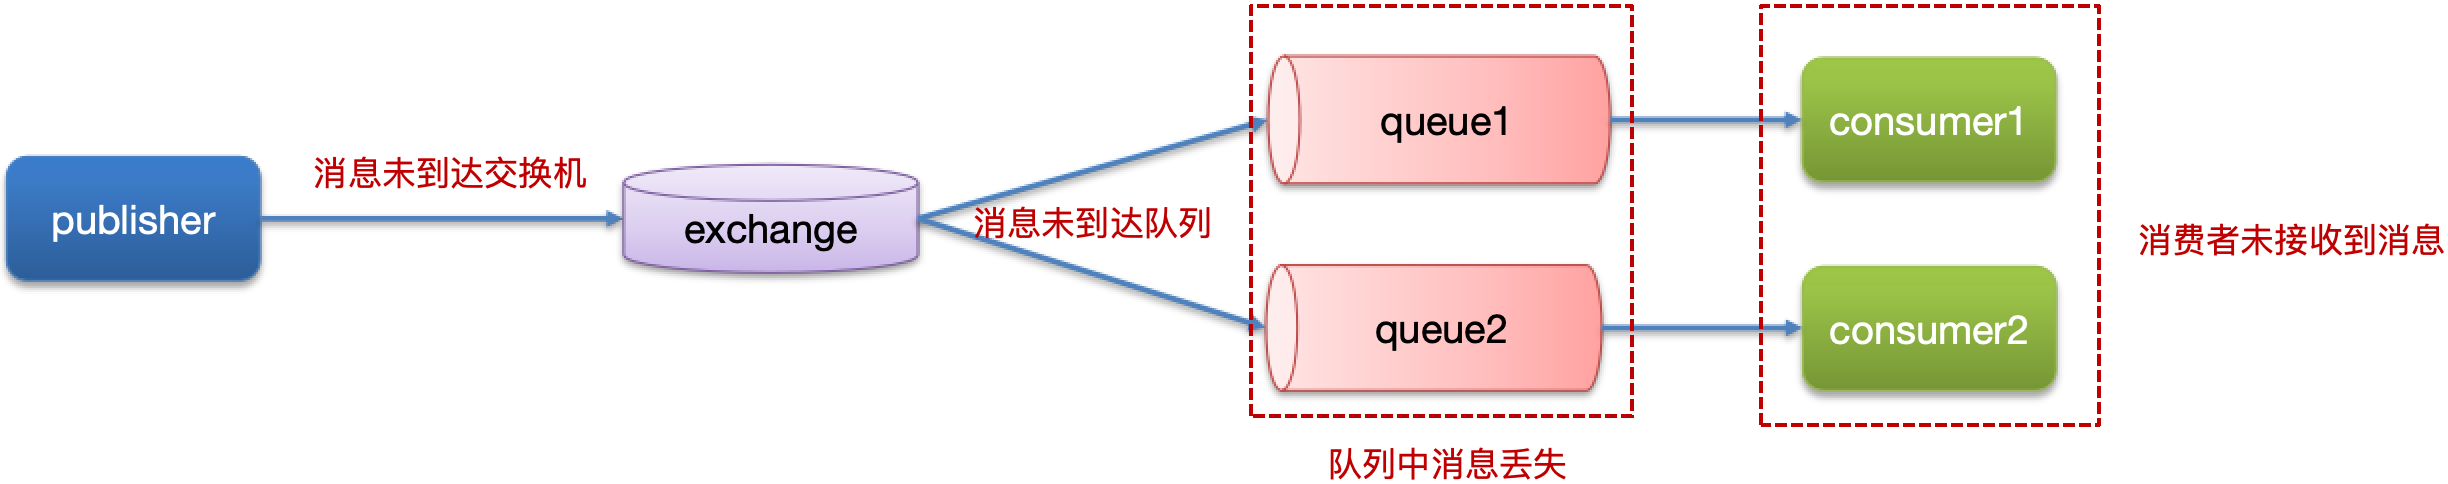 publisher
消息未到达交换机
exchange
消息未到达队列
queue1
queue2
队列中消息丢失
consumer1
consumer2
消费者未接收到消息